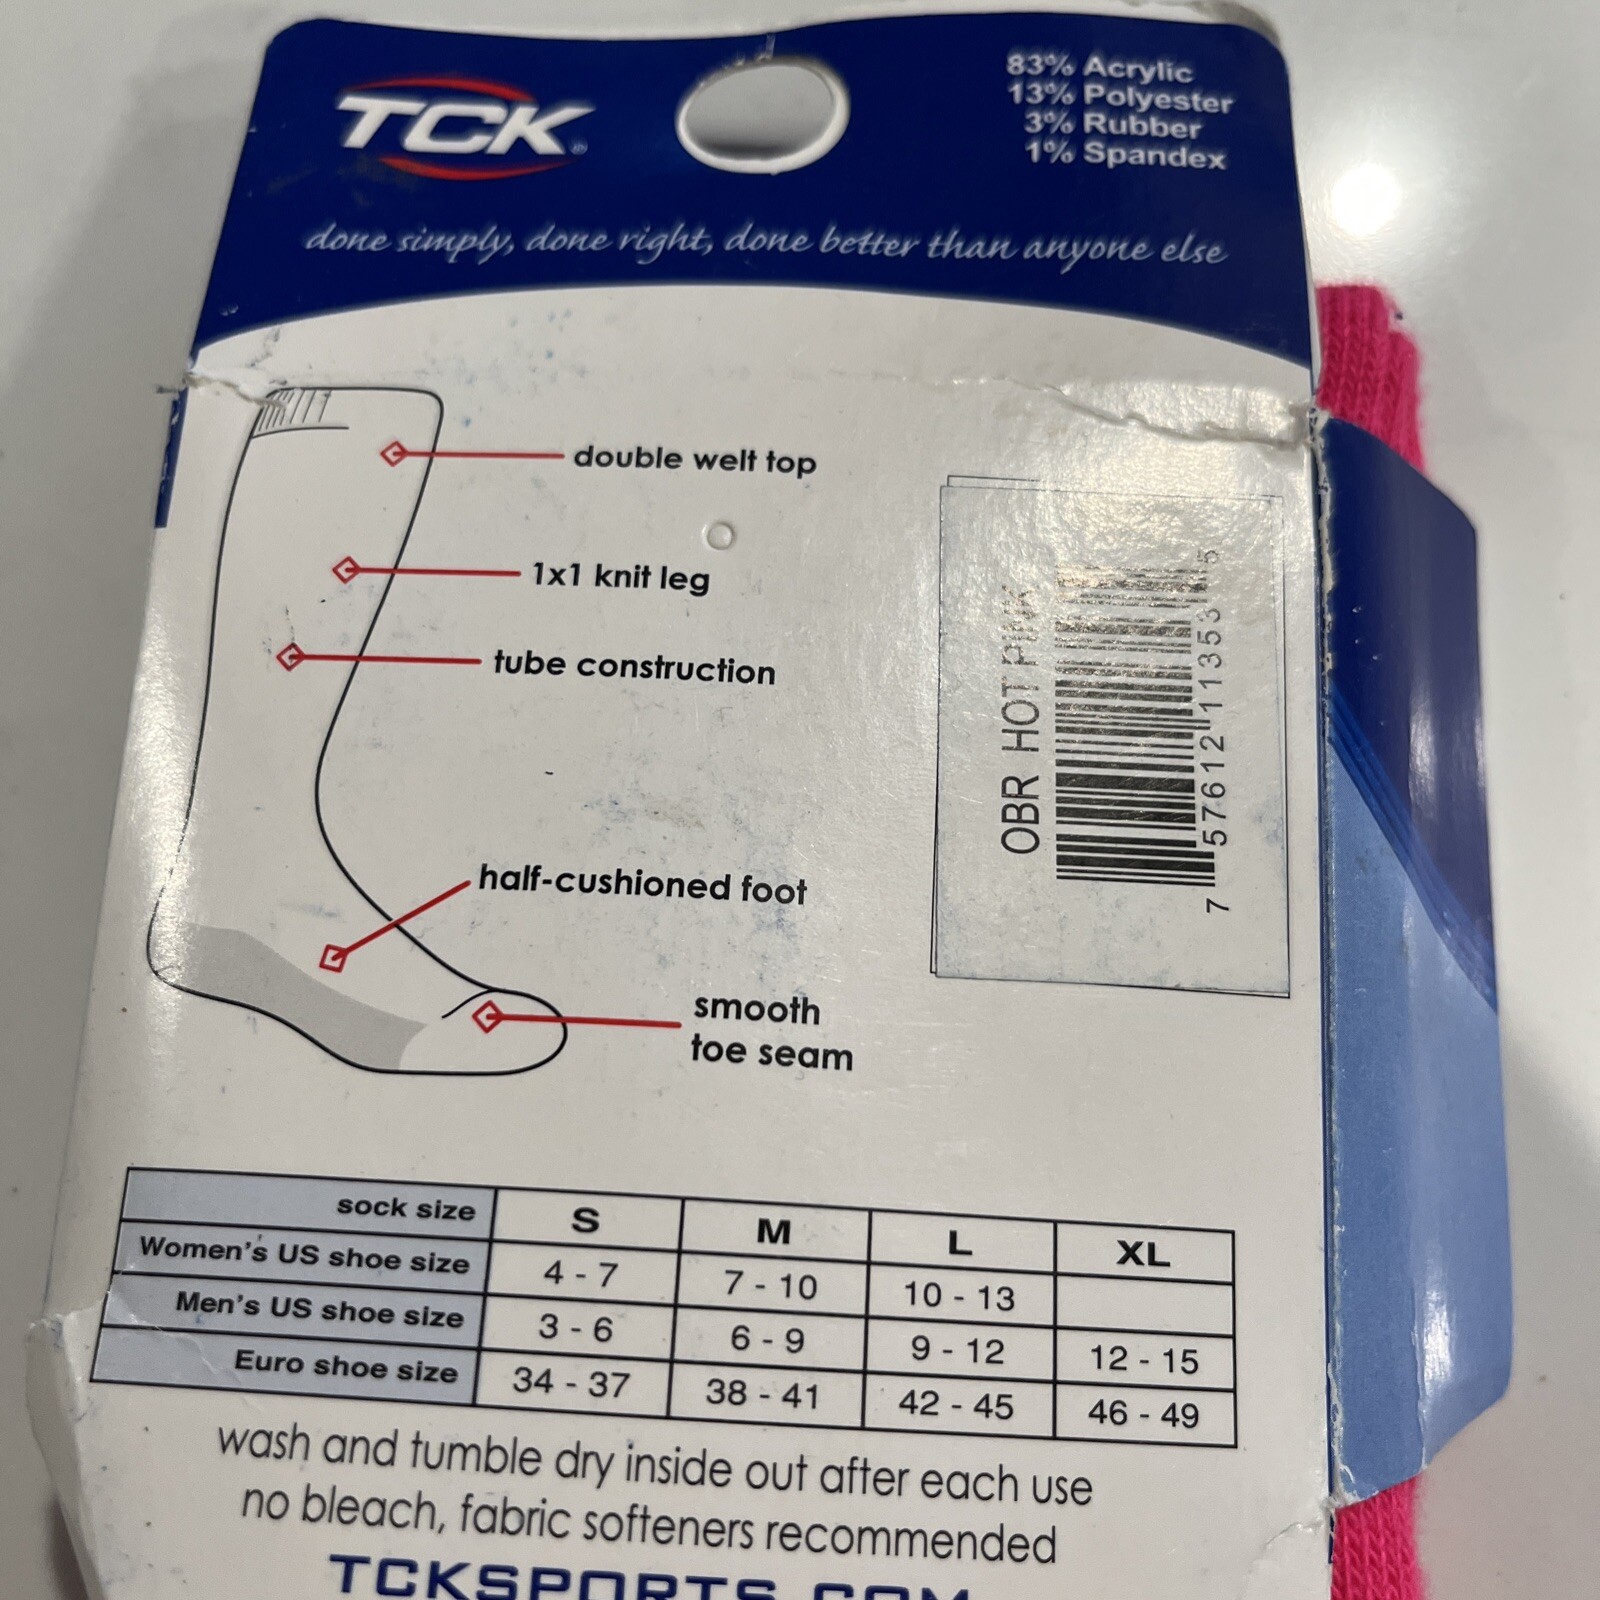 TCK®
83% Acrylic
13% Polyester
3% Rubber
1% Spandex
done simply, done right, done better than anyone else
double welt top
1x1 knit leg
tube construction
half-cushioned foot
smooth
toe seam
OBR HOT PINK
7 57612 11353 5
sock size S M L XL
Women's US shoe size 4 - 7 7 - 10 10 - 13
Men's US shoe size 3 - 6 6 - 9 9 - 12 12 - 15
Euro shoe size 34 - 37 38 - 41 42 - 45 46 - 49
wash and tumble dry inside out after each use
no bleach, fabric softeners recommended
TCKSPORTS.COM